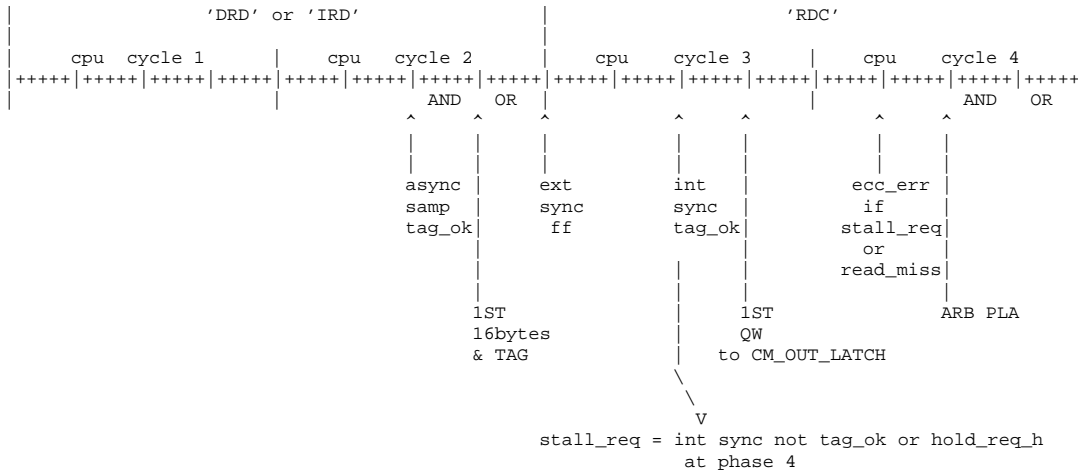 'DRD' or 'IRD' 'RDC'
cpu cycle 1 cpu cycle 2 cpu cycle 3 cpu cycle 4
|+++++|+++++|+++++|+++++|+++++|+++++|+++++|+++++|+++++|+++++|+++++|+++++|+++++|+++++|+++++|+++++
AND OR AND OR
^ ^ ^ ^ ^ ^ ^
async ext int ecc_err
samp sync sync if
tag_ok ff tag_ok stall_req
or
read_miss
1ST 1ST ARB PLA
16bytes QW
& TAG to CM_OUT_LATCH
V
stall_req = int sync not tag_ok or hold_req_h
at phase 4